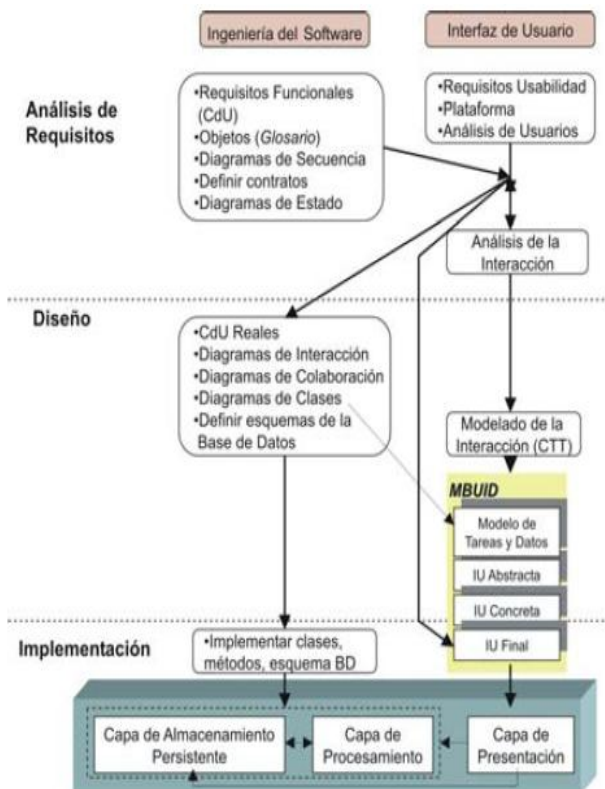 Ingeniería del Software
Interfaz de Usuario
Análisis de
Requisitos
•Requisitos Funcionales
(CdU)
•Objetos (Glosario)
•Diagramas de Secuencia
•Definir contratos
•Diagramas de Estado
•Requisitos Usabilidad
•Plataforma
•Análisis de Usuarios
Análisis de la
Interacción
Diseño
•CdU Reales
•Diagramas de Interacción
•Diagramas de Colaboración
•Diagramas de Clases
•Definir esquemas de la
Base de Datos
Modelado de la
Interacción (CTT)
MBUID
Modelo de
Tareas y Datos
IU Abstracta
IU Concreta
IU Final
Implementación
•Implementar clases,
métodos, esquema BD
Capa de Almacenamiento
Persistente
Capa de
Procesamiento
Capa de
Presentación